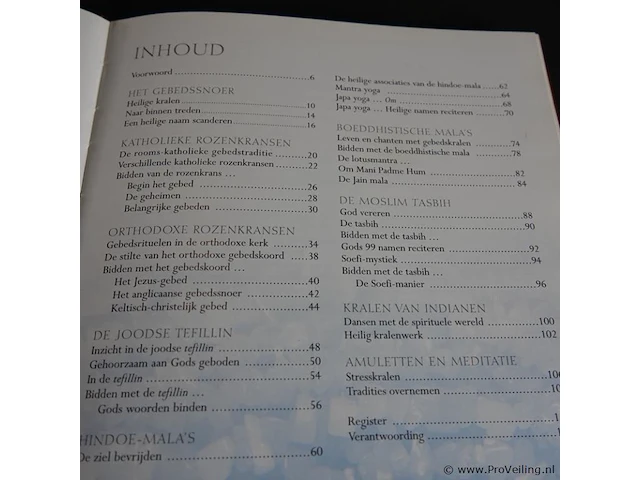 INHOUD
Voorwoord 6
HET GEBEDSSNOER
Heilige kralen 10
Naar binnen treden 14
Een heilige naam scanderen 16
KATHOLIEKE ROZENKRANSEN
De rooms-katholieke gebedstraditie 20
Verschillende katholieke rozenkransen 22
Bidden van de rozenkrans ...
Begin het gebed 26
De geheimen 28
Belangrijke gebeden 30
ORTHODOXE ROZENKRANSEN
Gebedsrituelen in de orthodoxe kerk 34
De stilte van het orthodoxe gebedskoord 38
Bidden met het gebedskoord ...
Het Jezus-gebed 40
Het anglicaanse gebedssnoer 42
Keltisch-christelijk gebed 44
DE JOODSE TEFILLIN
Inzicht in de joodse tefillin 48
Gehoorzaam aan Gods geboden 50
In de tefillin 54
Bidden met de tefillin ...
Gods woorden binden 56
HINDOE-MALA'S
De ziel bevrijden 60
De heilige associaties van de hindoe-mala 62
Mantra yoga 64
Japa yoga ... Om 68
Japa yoga ... Heilige namen reciteren 70
BOEDDHISTISCHE MALA'S
Leven en chanten met gebedskralen 74
Bidden met de boeddhistische mala 78
De lotusmantra ...
Om Mani Padme Hum 82
De Jain mala 84
DE MOSLIM TASBIH
God vereren 88
De tasbih 90
Bidden met de tasbih ...
Gods 99 namen reciteren 92
Soefi-mystiek 94
Bidden met de tasbih ...
De Soefi-manier 96
KRALEN VAN INDIANEN
Dansen met de spirituele wereld 100
Heilig kralenwerk 102
AMULETTEN EN MEDITATIE
Stresskralen
Tradities overnemen
Register
Verantwoording
© www.ProVeiling.nl